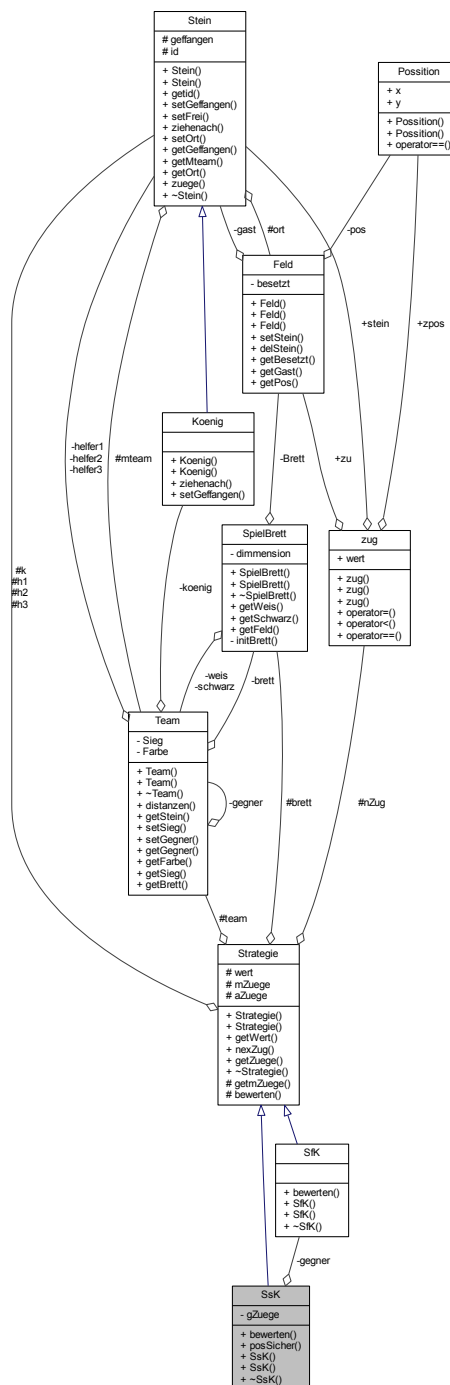 Stein
# geffangen
# id
+ Stein()
+ Stein()
+ getid()
+ setGeffangen()
+ setFrei()
+ ziehenach()
+ setOrt()
+ getGeffangen()
+ getMteam()
+ getOrt()
+ zuege()
+ ~Stein()
Possition
+ x
+ y
+ Possition()
+ Possition()
+ operator==()
-gast
#ort
-pos
Feld
- besetzt
+ Feld()
+ Feld()
+ Feld()
+ setStein()
+ delStein()
+ getBesetzt()
+ getGast()
+ getPos()
+stein
+zpos
Koenig
+ Koenig()
+ Koenig()
+ ziehenach()
+ setGeffangen()
-helfer1
-helfer2
-helfer3
#mteam
-Brett
+zu
#k
#h1
#h2
#h3
SpielBrett
- dimmension
+ SpielBrett()
+ SpielBrett()
+ ~SpielBrett()
+ getWeis()
+ getSchwarz()
+ getFeld()
- initBrett()
zug
+ wert
+ zug()
+ zug()
+ zug()
+ operator=()
+ operator<()
+ operator==()
-koenig
-weis
-schwarz
-brett
Team
- Sieg
- Farbe
+ Team()
+ Team()
+ ~Team()
+ distanzen()
+ getStein()
+ setSieg()
+ setGegner()
+ getGegner()
+ getFarbe()
+ getSieg()
+ getBrett()
-gegner
#brett
#nZug
#team
Strategie
# wert
# mZuege
# aZuege
+ Strategie()
+ Strategie()
+ getWert()
+ nexZug()
+ getZuege()
+ ~Strategie()
# getmZuege()
# bewerten()
SfK
+ bewerten()
+ SfK()
+ SfK()
+ ~SfK()
-gegner
SsK
- gZuege
+ bewerten()
+ posSicher()
+ SsK()
+ SsK()
+ ~SsK()